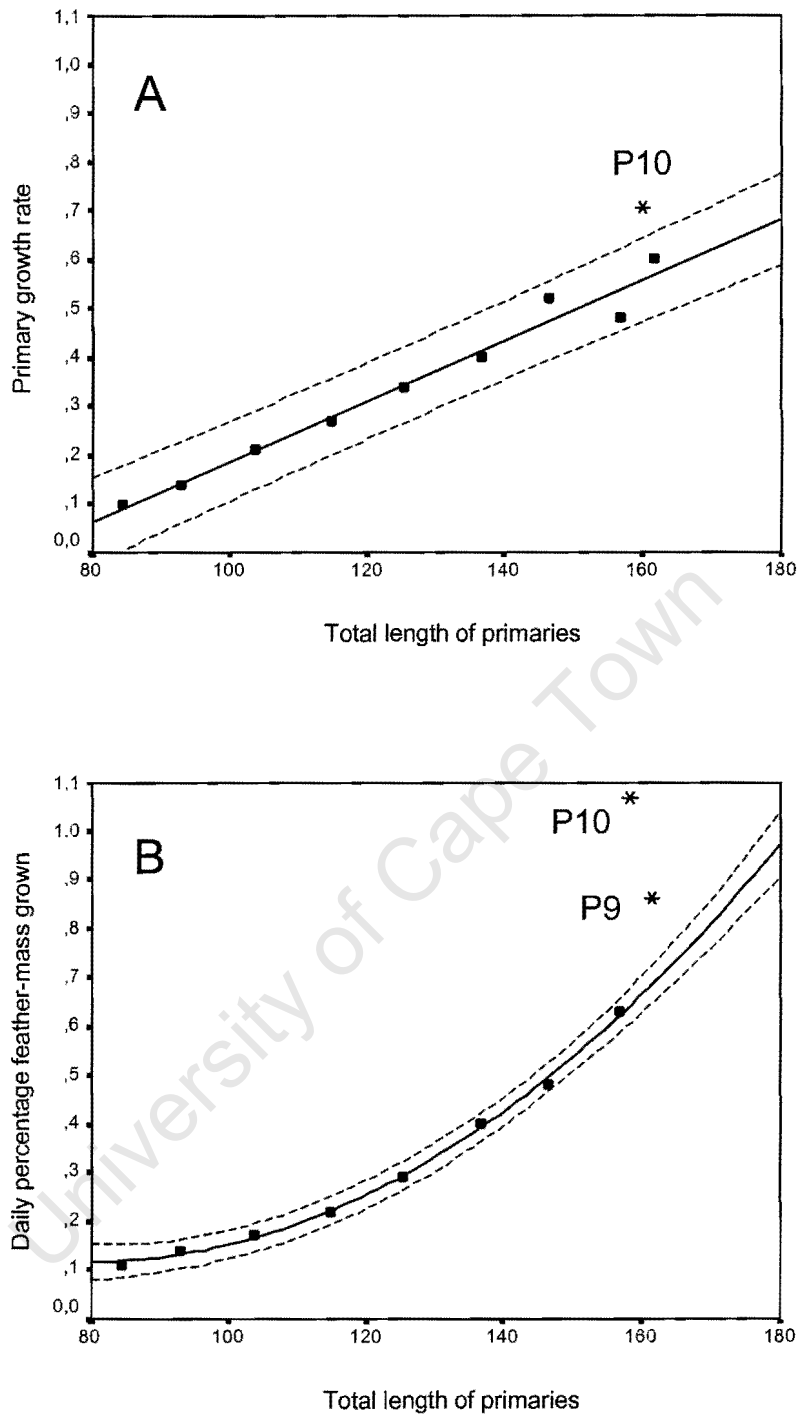 1,1
1,0
,9
,8
,7
,6
,5
,4
,3
,2
,1
0,0
A
P10
Primary growth rate
80 100 120 140 160 180
Total length of primaries
1,1
1,0
,9
,8
,7
,6
,5
,4
,3
,2
,1
0,0
B
P10
P9
Daily percentage feather-mass grown
80 100 120 140 160 180
Total length of primaries
University of Cape Town